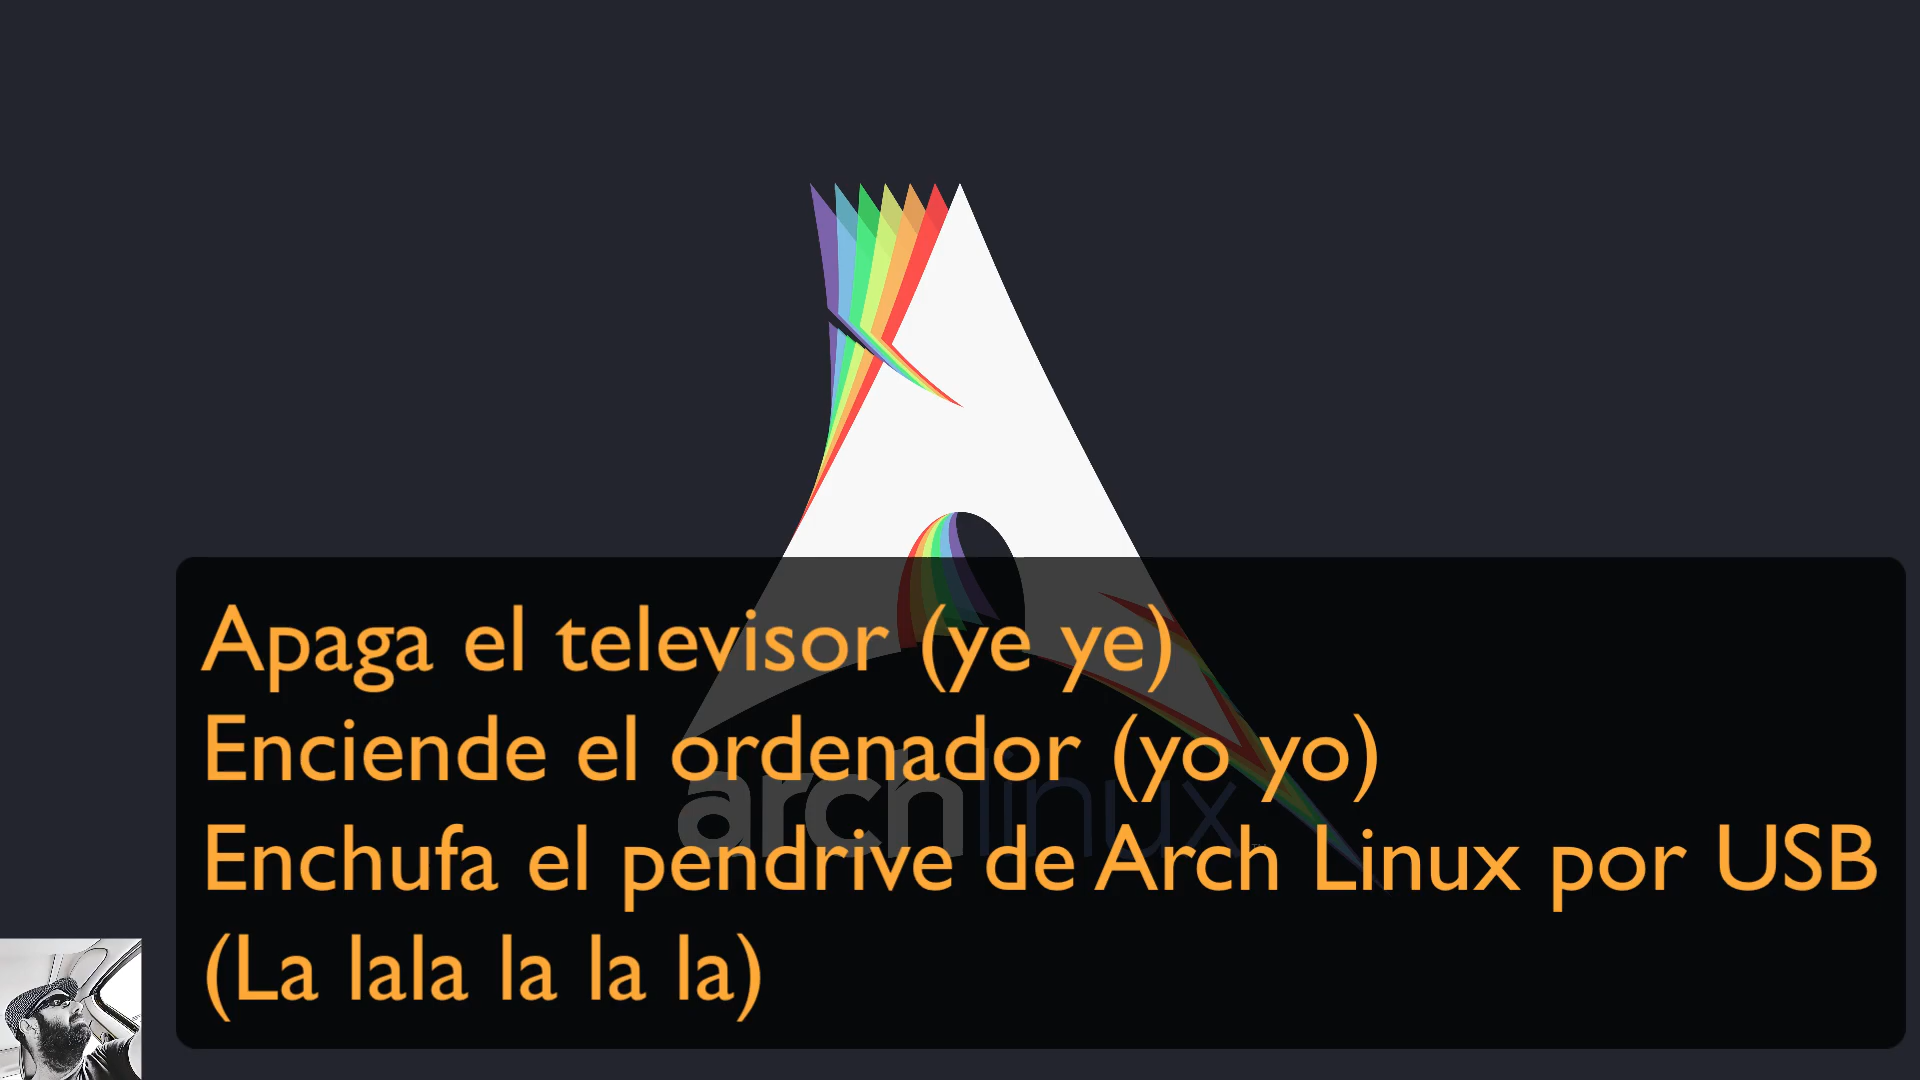 Apaga el televisor (ye ye)
Enciende el ordenador (yo yo)
Enchufa el pendrive de Arch Linux por USB
(La lala la la la)
archlinux™